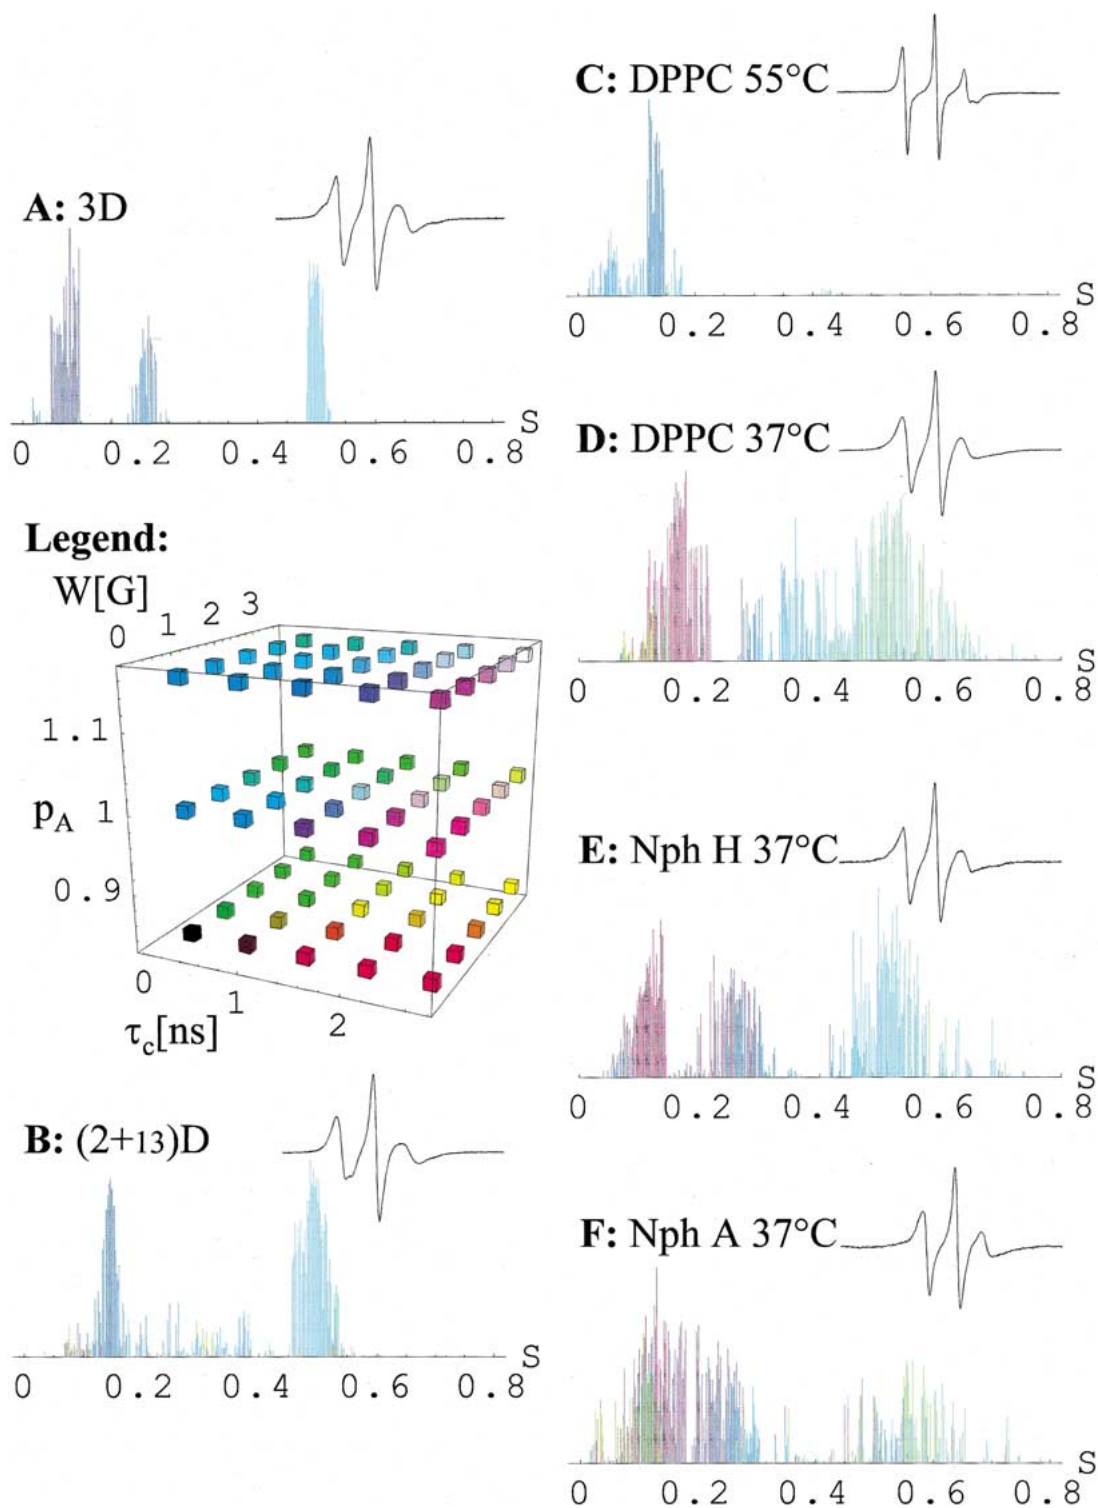 A: 3D
S
0 0.2 0.4 0.6 0.8
Legend:
W[G]
0 1 2 3
1.1
pA 1
0.9
0
1
2
τc[ns]
B: (2+13)D
S
0 0.2 0.4 0.6 0.8
C: DPPC 55°C
S
0 0.2 0.4 0.6 0.8
D: DPPC 37°C
S
0 0.2 0.4 0.6 0.8
E: Nph H 37°C
S
0 0.2 0.4 0.6 0.8
F: Nph A 37°C
S
0 0.2 0.4 0.6 0.8